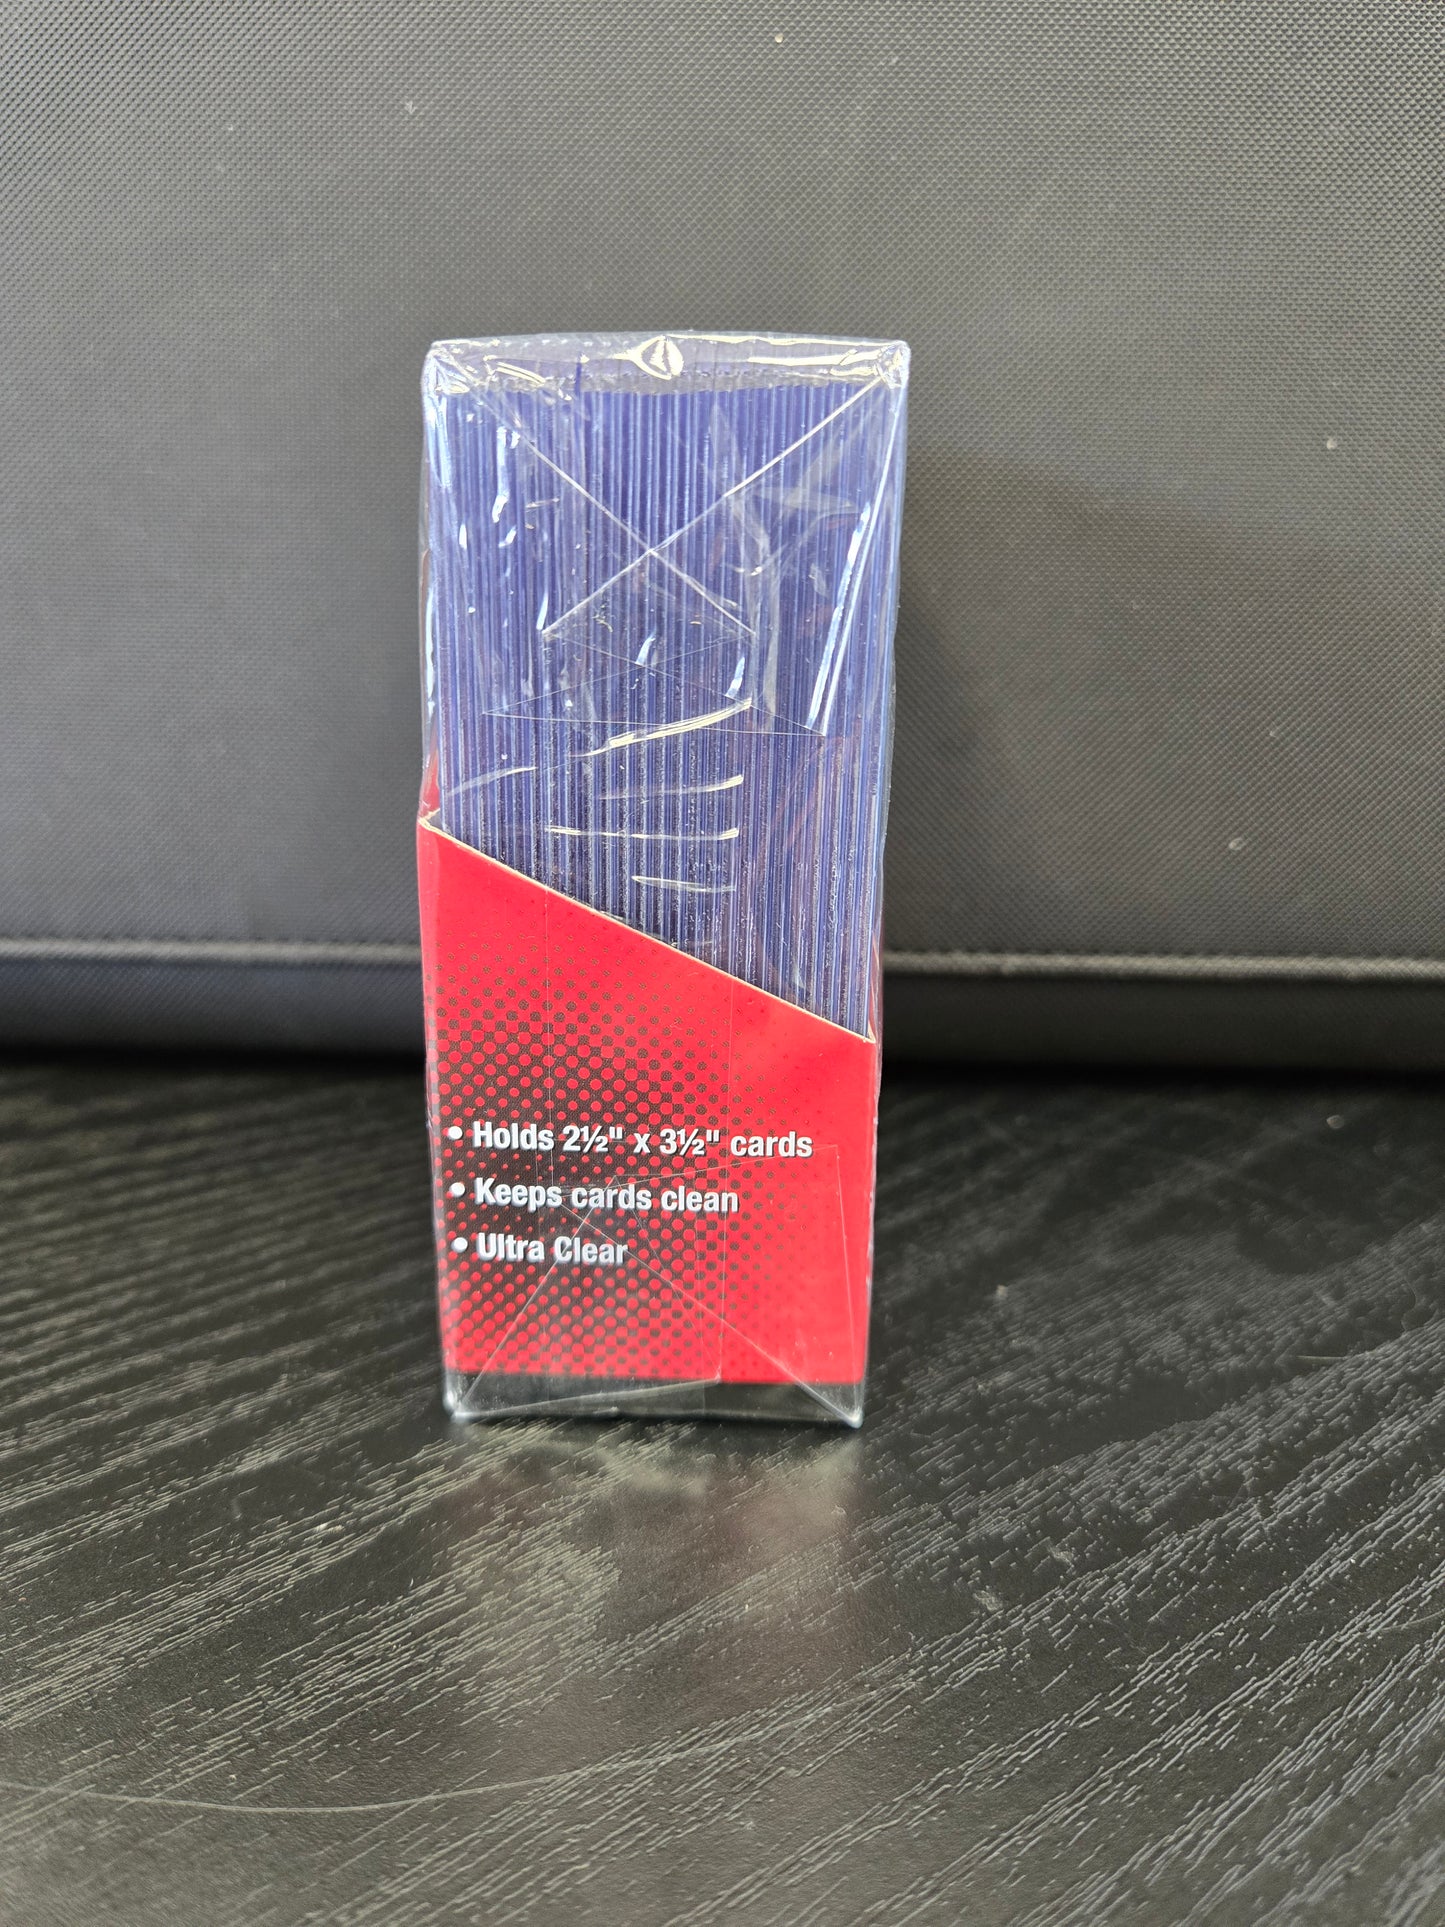 • Holds 2½" x 3½" cards
• Keeps cards clean
• Ultra Clear